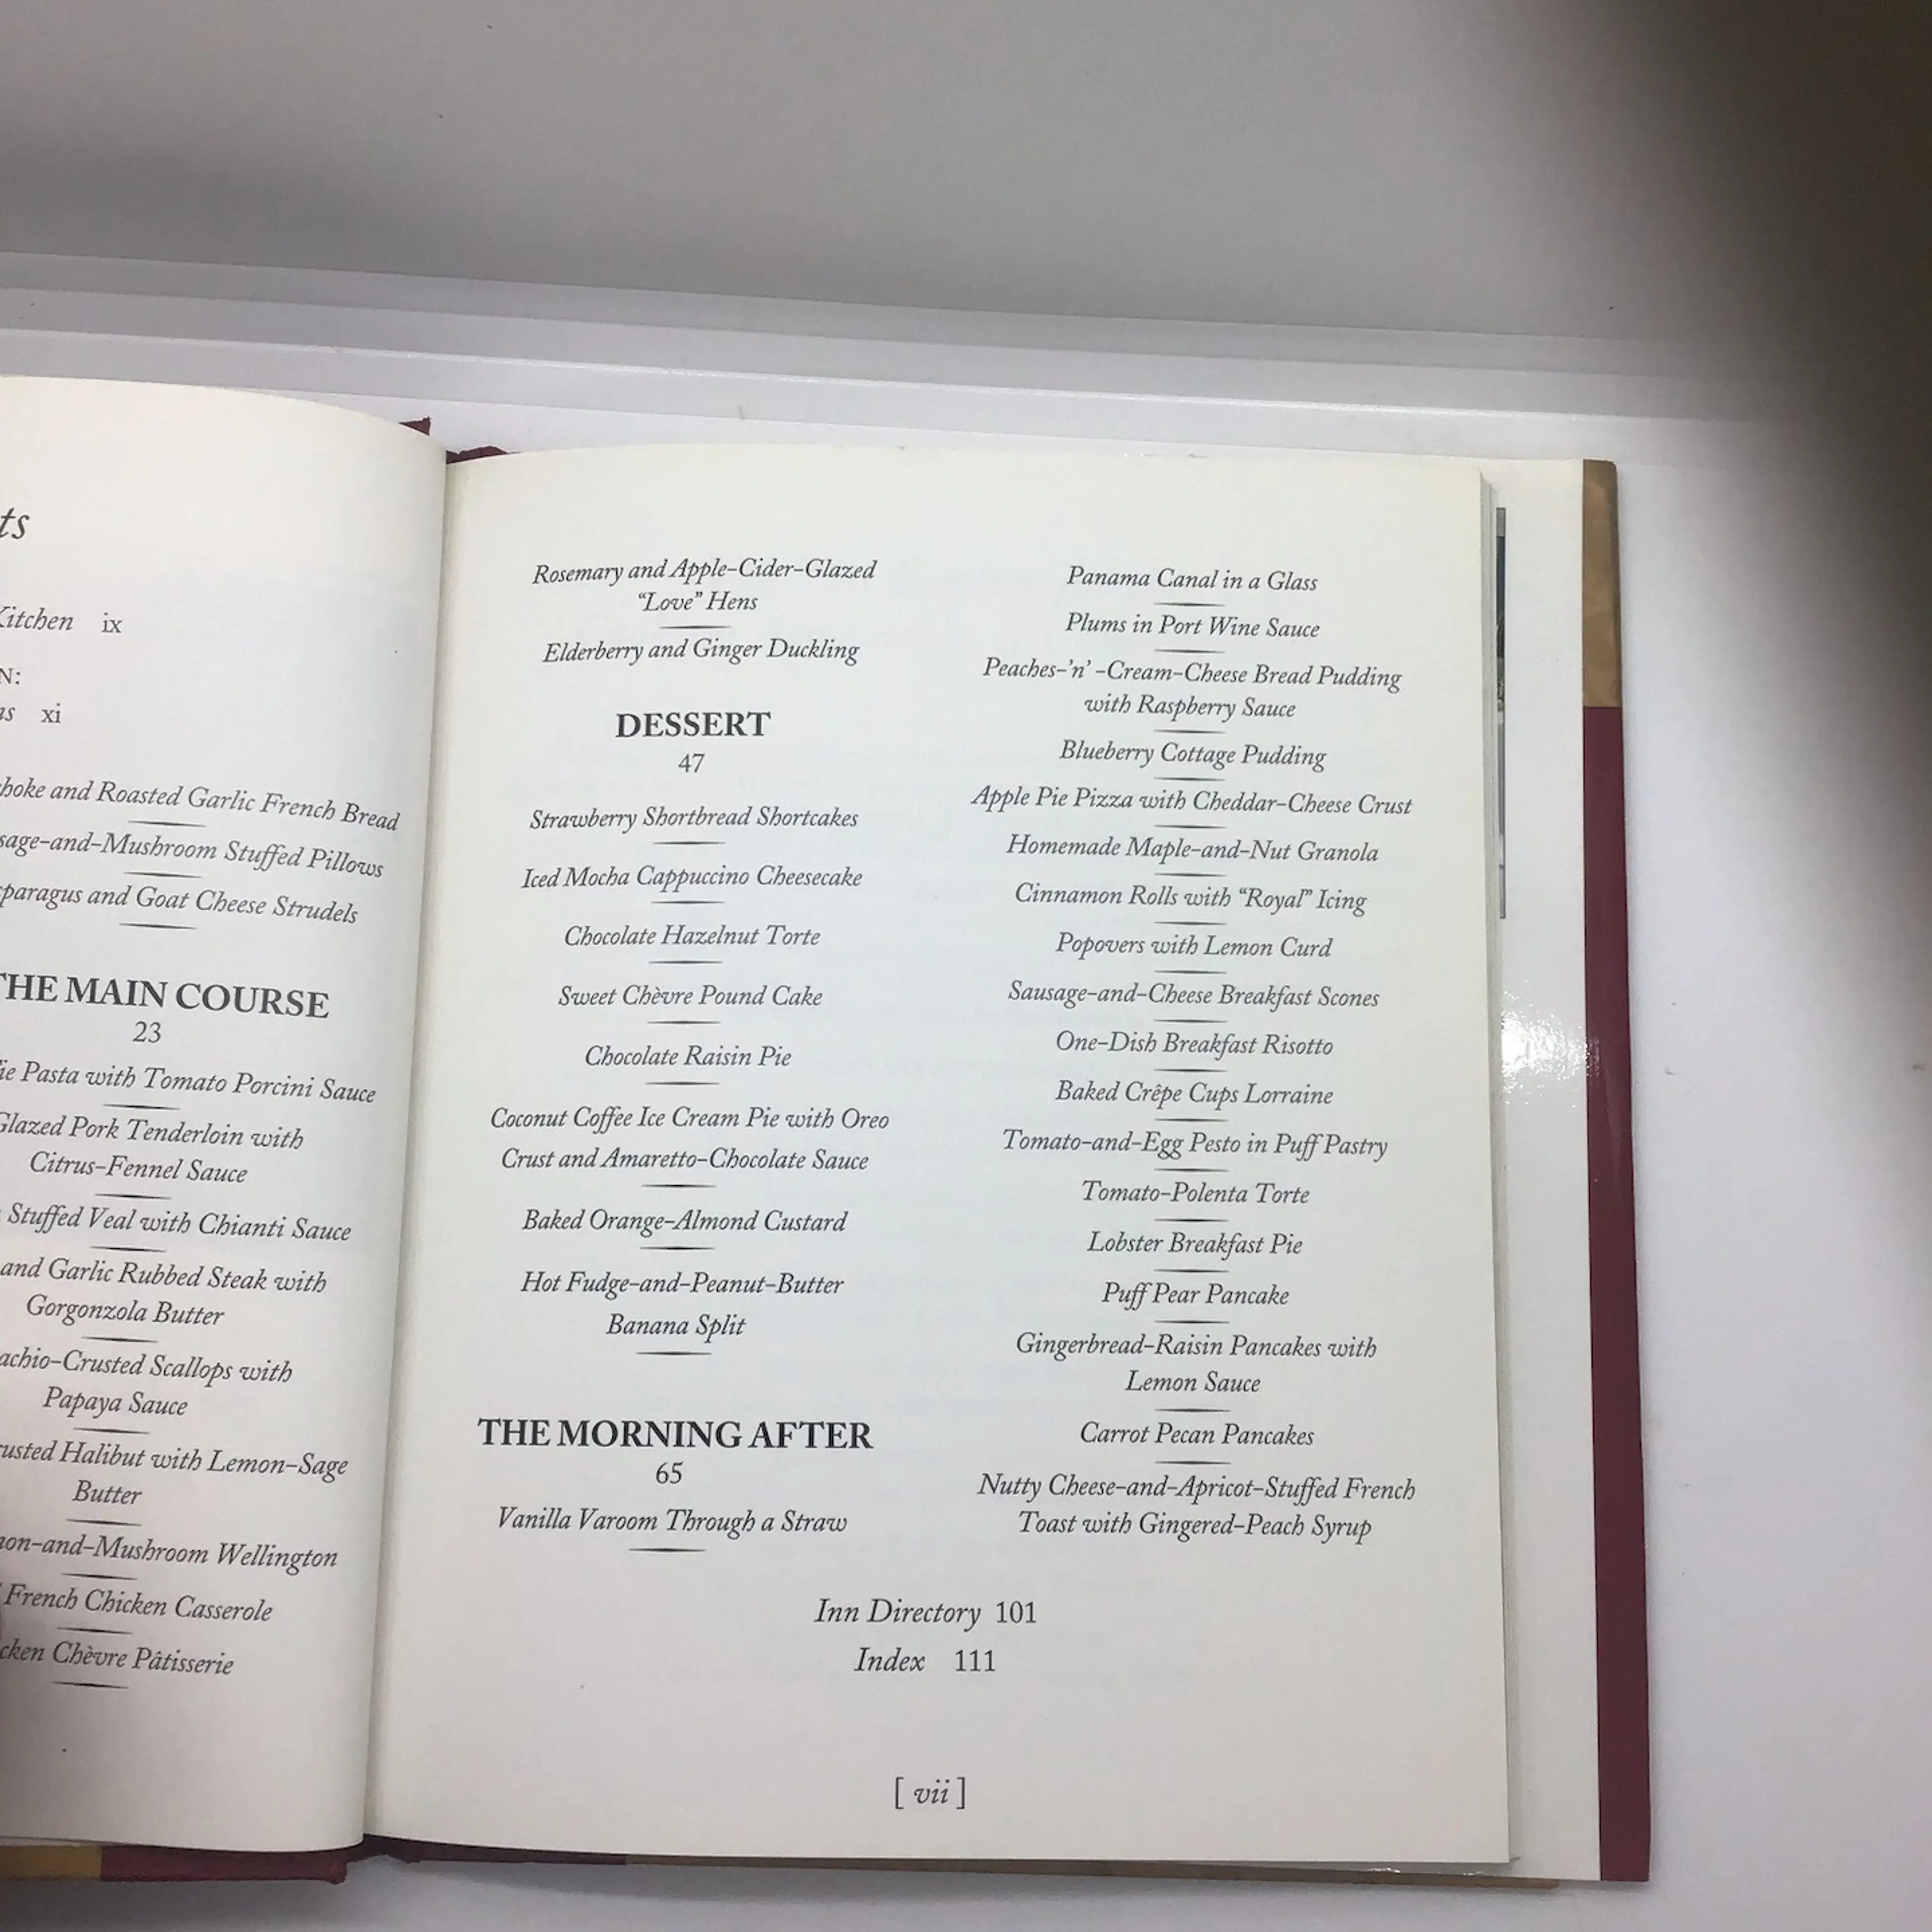 ts
Kitchen ix
N:
xi
and Roasted Garlic French Bread
sage-and-Mushroom Stuffed Pillows
and Goat Cheese Strudels
THE MAIN COURSE
23
Pasta with Tomato Porcini Sauce
Glazed Pork Tenderloin with
Citrus-Fennel Sauce
Stuffed Veal with Chianti Sauce
and Garlic Rubbed Steak with
Gorgonzola Butter
achio-Crusted Scallops with
Papaya Sauce
rusted Halibut with Lemon-Sage
Butter
mon-and-Mushroom Wellington
French Chicken Casserole
cken Chèvre Pâtisserie
Rosemary and Apple-Cider-Glazed
“Love” Hens
Elderberry and Ginger Duckling
DESSERT
47
Strawberry Shortbread Shortcakes
Iced Mocha Cappuccino Cheesecake
Chocolate Hazelnut Torte
Sweet Chèvre Pound Cake
Chocolate Raisin Pie
Coconut Coffee Ice Cream Pie with Oreo
Crust and Amaretto-Chocolate Sauce
Baked Orange-Almond Custard
Hot Fudge-and-Peanut-Butter
Banana Split
THE MORNING AFTER
65
Vanilla Varoom Through a Straw
Panama Canal in a Glass
Plums in Port Wine Sauce
Peaches-’n’ -Cream-Cheese Bread Pudding
with Raspberry Sauce
Blueberry Cottage Pudding
Apple Pie Pizza with Cheddar-Cheese Crust
Homemade Maple-and-Nut Granola
Cinnamon Rolls with “Royal” Icing
Popovers with Lemon Curd
Sausage-and-Cheese Breakfast Scones
One-Dish Breakfast Risotto
Baked Crêpe Cups Lorraine
Tomato-and-Egg Pesto in Puff Pastry
Tomato-Polenta Torte
Lobster Breakfast Pie
Puff Pear Pancake
Gingerbread-Raisin Pancakes with
Lemon Sauce
Carrot Pecan Pancakes
Nutty Cheese-and-Apricot-Stuffed French
Toast with Gingered-Peach Syrup
Inn Directory 101
Index 111
[ vii ]